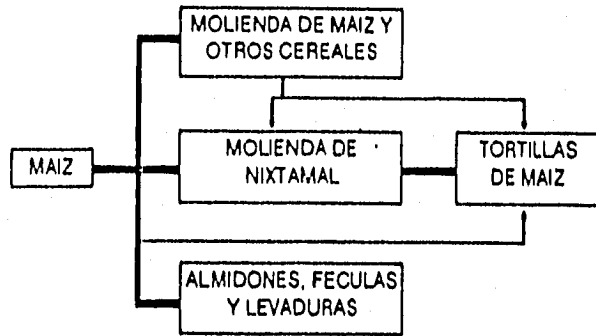 MOLIENDA DE MAIZ Y
OTROS CEREALES
MAIZ
MOLIENDA DE
NIXTAMAL
TORTILLAS
DE MAIZ
ALMIDONES, FECULAS
Y LEVADURAS